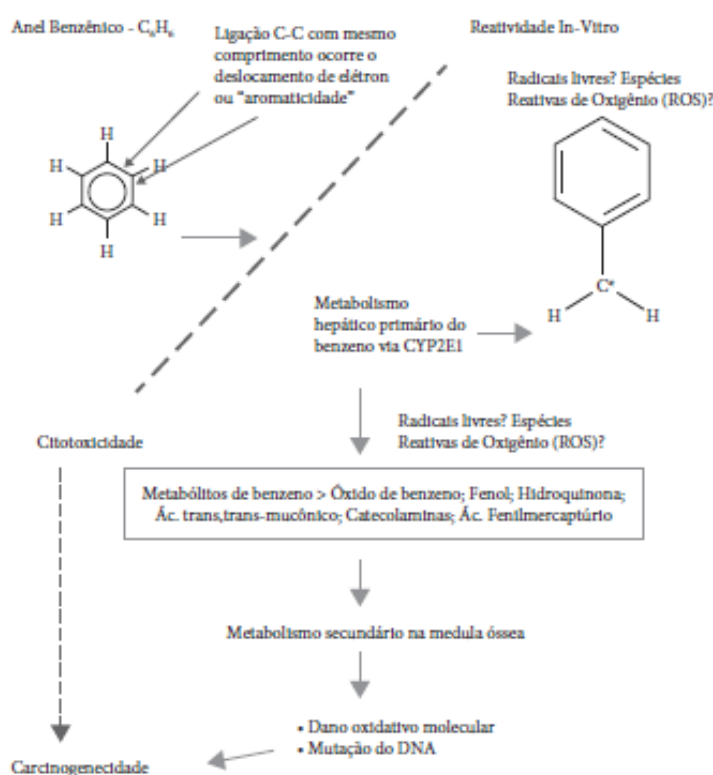 Anel Benzênico - C₆H₆
Ligação C-C com mesmo
comprimento ocorre o
deslocamento de elétron
ou "aromaticidade"
Reatividade In-Vitro
Radicais livres? Espécies
Reativas de Oxigênio (ROS)?
H
H
H
H
H
H
C•
H
H
Metabolismo
hepático primário do
benzeno via CYP2E1
Citotoxicidade
Radicais livres? Espécies
Reativas de Oxigênio (ROS)?
Metabólitos de benzeno > Óxido de benzeno; Fenol; Hidroquinona;
Ác. trans,trans-mucônico; Catecolaminas; Ác. Fenilmercaptúrio
Metabolismo secundário na medula óssea
• Dano oxidativo molecular
• Mutação do DNA
Carcinogenecidade